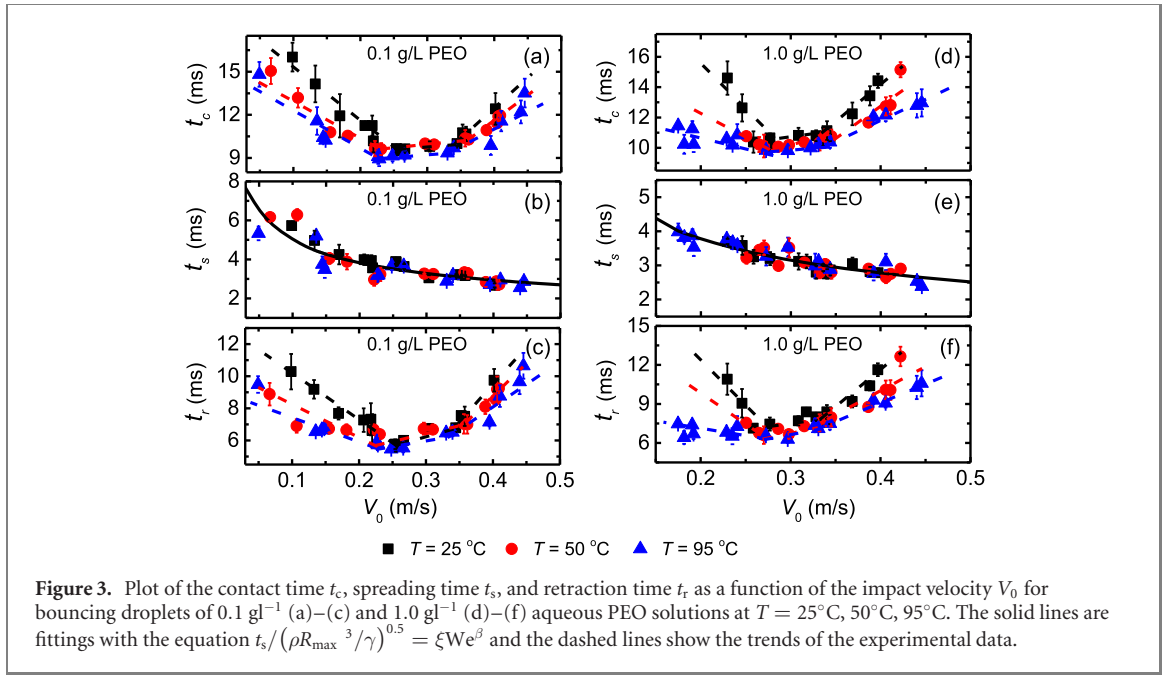 0.1 g/L PEO (a)
15
12
9
t_c (ms)
1.0 g/L PEO (d)
16
14
12
10
t_c (ms)
0.1 g/L PEO (b)
8
6
4
2
t_s (ms)
1.0 g/L PEO (e)
5
4
3
2
t_s (ms)
0.1 g/L PEO (c)
12
10
8
6
t_r (ms)
0.1 0.2 0.3 0.4 0.5
V_0 (m/s)
1.0 g/L PEO (f)
15
12
9
6
t_r (ms)
0.2 0.3 0.4 0.5
V_0 (m/s)
T = 25 °C T = 50 °C T = 95 °C
Figure 3. Plot of the contact time t_c, spreading time t_s, and retraction time t_r as a function of the impact velocity V_0 for
bouncing droplets of 0.1 gl⁻¹ (a)–(c) and 1.0 gl⁻¹ (d)–(f) aqueous PEO solutions at T = 25°C, 50°C, 95°C. The solid lines are
fittings with the equation t_s/(ρR_max ³/γ)^0.5 = ξWe^β and the dashed lines show the trends of the experimental data.